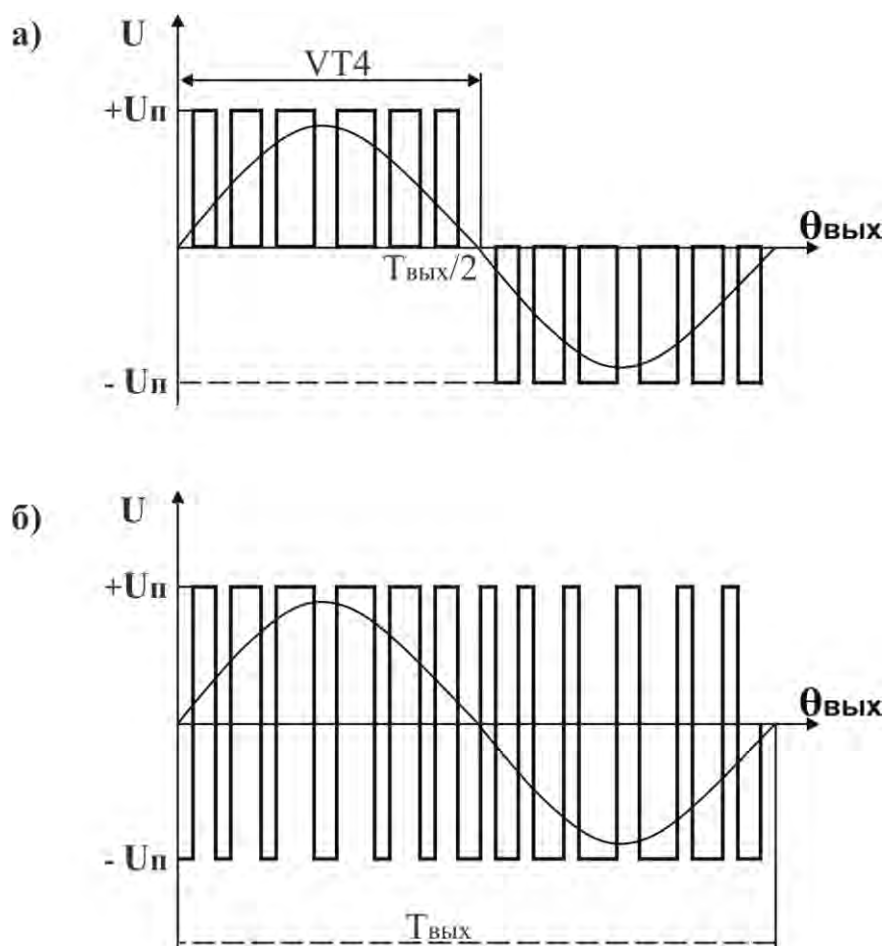 а)
U
VT4
+Uп
θвых
Tвых/2
- Uп
б)
U
+Uп
θвых
- Uп
Tвых